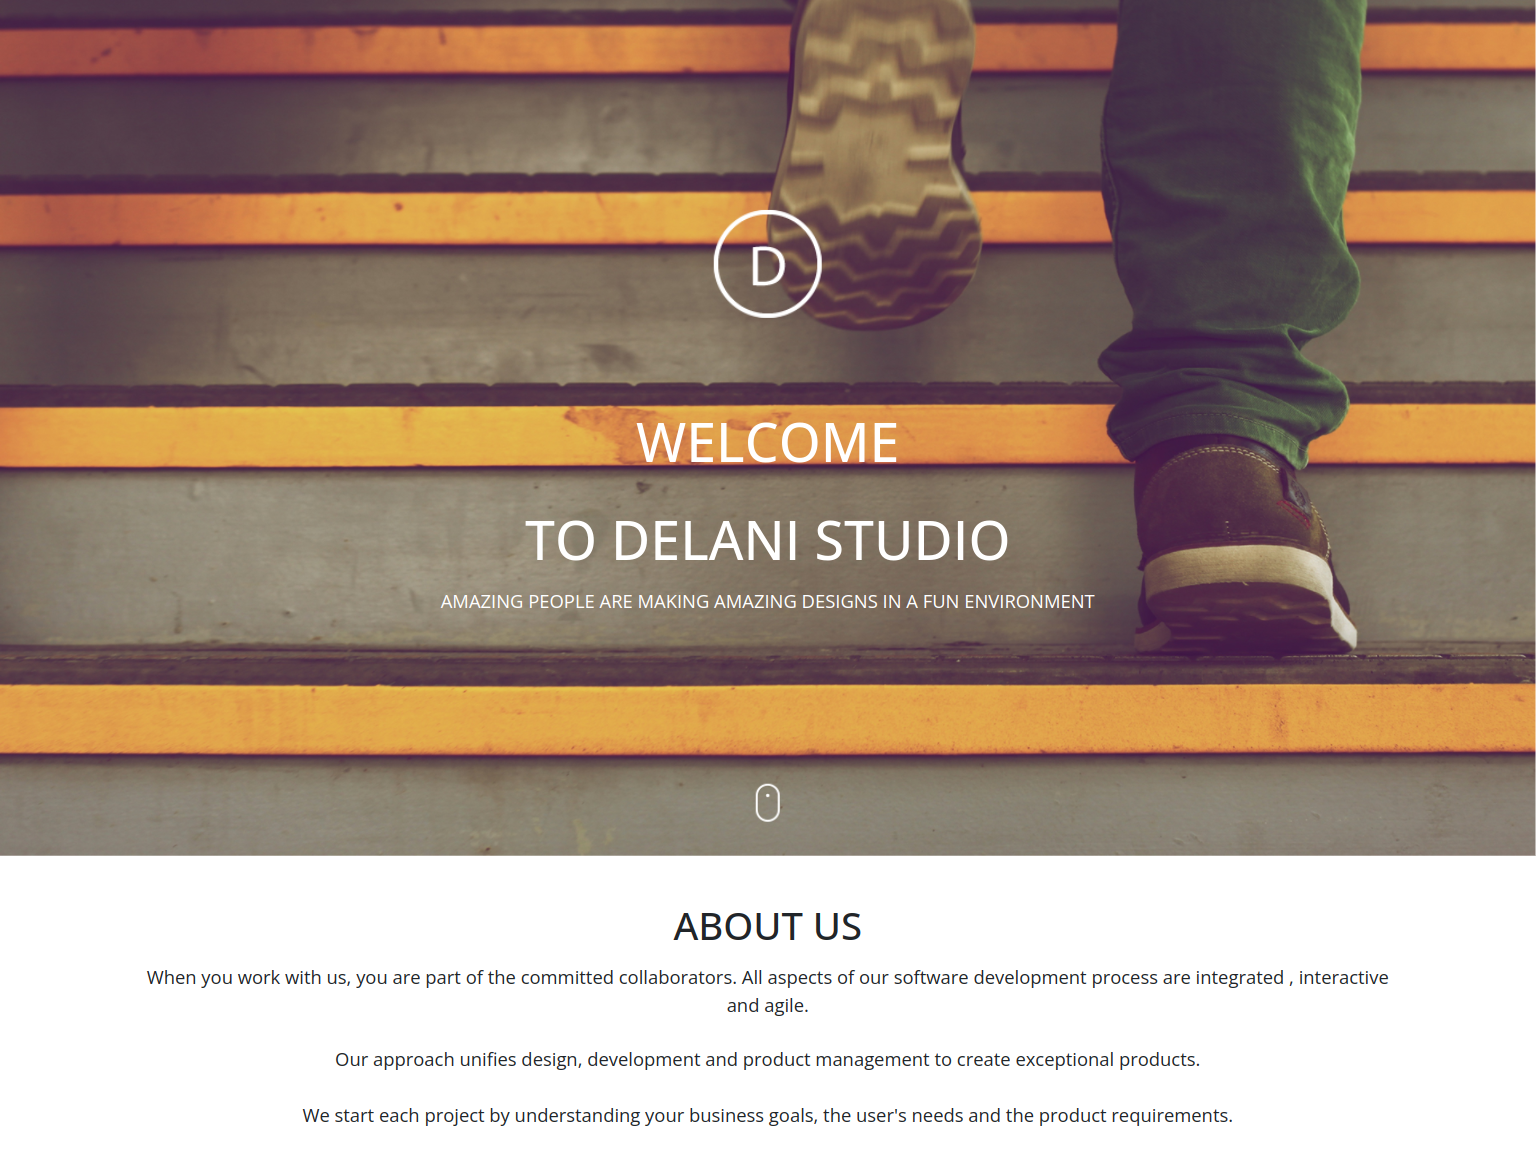 D
WELCOME
TO DELANI STUDIO
AMAZING PEOPLE ARE MAKING AMAZING DESIGNS IN A FUN ENVIRONMENT
ABOUT US
When you work with us, you are part of the committed collaborators. All aspects of our software development process are integrated , interactive
and agile.
Our approach unifies design, development and product management to create exceptional products.
We start each project by understanding your business goals, the user's needs and the product requirements.